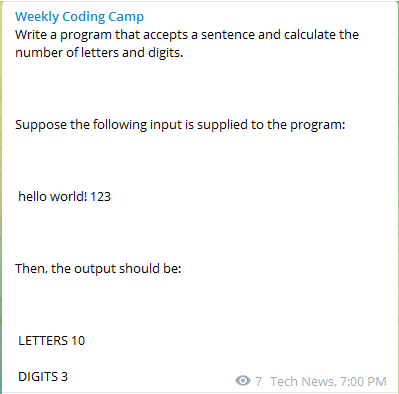 Weekly Coding Camp
Write a program that accepts a sentence and calculate the
number of letters and digits.
Suppose the following input is supplied to the program:
hello world! 123
Then, the output should be:
LETTERS 10
DIGITS 3
7 Tech News, 7:00 PM